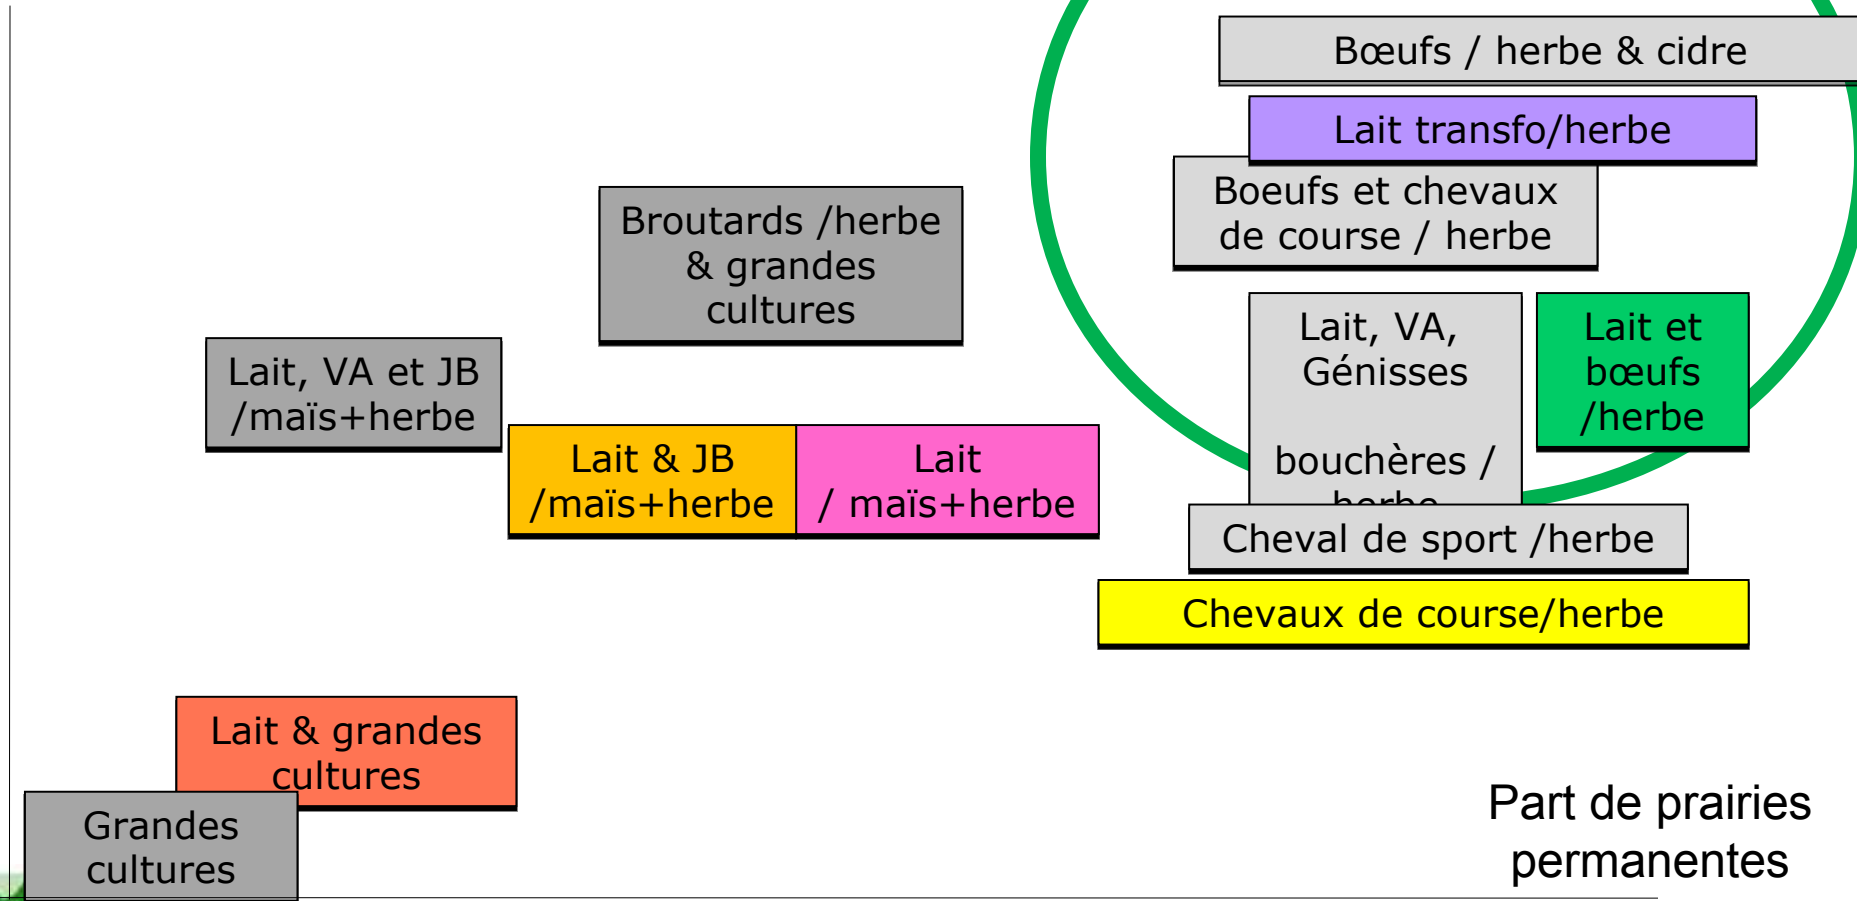 Bœufs / herbe & cidre
Lait transfo/herbe
Boeufs et chevaux
de course / herbe
Broutards /herbe
& grandes
cultures
Lait, VA,
Génisses
bouchères /
herbe
Lait et
bœufs
/herbe
Lait, VA et JB
/maïs+herbe
Lait & JB
/maïs+herbe
Lait
/ maïs+herbe
Cheval de sport /herbe
Chevaux de course/herbe
Lait & grandes
cultures
Grandes
cultures
Part de prairies
permanentes